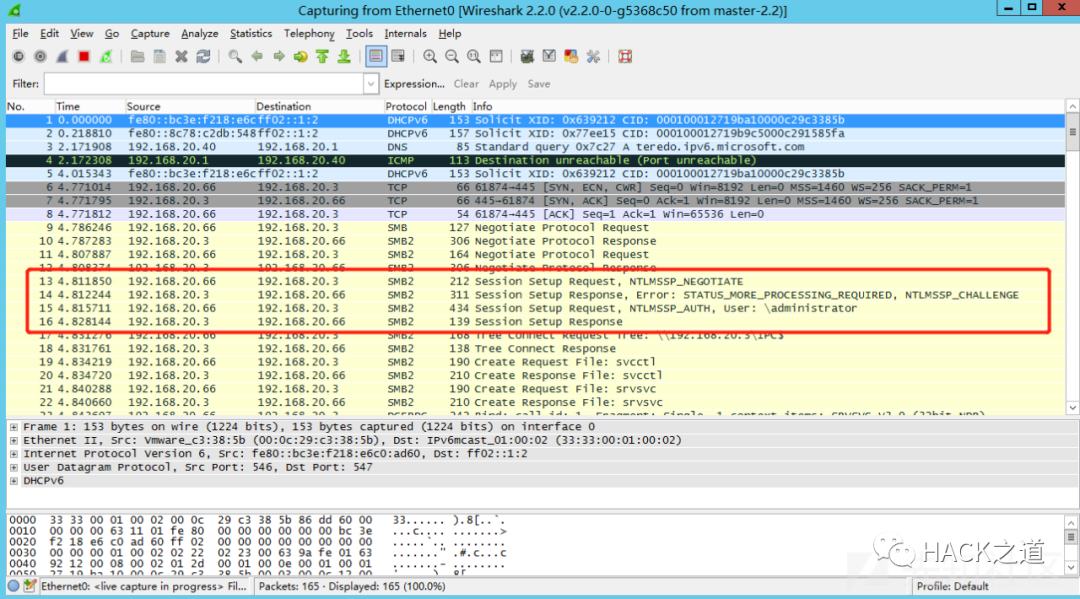 Capturing from Ethernet0 [Wireshark 2.2.0 (v2.2.0-0-g5368c50 from master-2.2)]
File Edit View Go Capture Analyze Statistics Telephony Tools Internals Help
Filter: Expression... Clear Apply Save
No. Time Source Destination Protocol Length Info
1 0.000000 fe80::bc3e:f218:e6c ff02::1:2 DHCPv6 153 Solicit XID: 0x639212 CID: 000100012719ba10000c29c3385b
2 0.218810 fe80::8c78:c2db:548 ff02::1:2 DHCPv6 157 Solicit XID: 0x77ee15 CID: 000100012719b9c5000c291585fa
3 2.171908 192.168.20.40 192.168.20.1 DNS 85 Standard query 0x7c27 A teredo.ipv6.microsoft.com
4 2.172308 192.168.20.1 192.168.20.40 ICMP 113 Destination unreachable (Port unreachable)
5 4.015343 fe80::bc3e:f218:e6c ff02::1:2 DHCPv6 153 Solicit XID: 0x639212 CID: 000100012719ba10000c29c3385b
6 4.771014 192.168.20.66 192.168.20.3 TCP 66 61874→445 [SYN, ECN, CWR] Seq=0 Win=8192 Len=0 MSS=1460 WS=256 SACK_PERM=1
7 4.771795 192.168.20.3 192.168.20.66 TCP 66 445→61874 [SYN, ACK] Seq=0 Ack=1 Win=8192 Len=0 MSS=1460 WS=256 SACK_PERM=1
8 4.771812 192.168.20.66 192.168.20.3 TCP 54 61874→445 [ACK] Seq=1 Ack=1 Win=65536 Len=0
9 4.786246 192.168.20.66 192.168.20.3 SMB 127 Negotiate Protocol Request
10 4.787283 192.168.20.3 192.168.20.66 SMB2 306 Negotiate Protocol Response
11 4.807887 192.168.20.66 192.168.20.3 SMB2 164 Negotiate Protocol Request
12 4.808374 192.168.20.3 192.168.20.66 SMB2 306 Negotiate Protocol Response
13 4.811850 192.168.20.66 192.168.20.3 SMB2 212 Session Setup Request, NTLMSSP_NEGOTIATE
14 4.812244 192.168.20.3 192.168.20.66 SMB2 311 Session Setup Response, Error: STATUS_MORE_PROCESSING_REQUIRED, NTLMSSP_CHALLENGE
15 4.815711 192.168.20.66 192.168.20.3 SMB2 434 Session Setup Request, NTLMSSP_AUTH, User: \administrator
16 4.828144 192.168.20.3 192.168.20.66 SMB2 139 Session Setup Response
17 4.831276 192.168.20.66 192.168.20.3 SMB2 168 Tree Connect Request Tree: \\192.168.20.3\IPC$
18 4.831761 192.168.20.3 192.168.20.66 SMB2 138 Tree Connect Response
19 4.834219 192.168.20.66 192.168.20.3 SMB2 190 Create Request File: svcctl
20 4.834720 192.168.20.3 192.168.20.66 SMB2 210 Create Response File: svcctl
21 4.840288 192.168.20.66 192.168.20.3 SMB2 190 Create Request File: srvsvc
22 4.840660 192.168.20.3 192.168.20.66 SMB2 210 Create Response File: srvsvc
Frame 1: 153 bytes on wire (1224 bits), 153 bytes captured (1224 bits) on interface 0
Ethernet II, Src: Vmware_c3:38:5b (00:0c:29:c3:38:5b), Dst: IPv6mcast_01:00:02 (33:33:00:01:00:02)
Internet Protocol Version 6, Src: fe80::bc3e:f218:e6c0:ad60, Dst: ff02::1:2
User Datagram Protocol, Src Port: 546, Dst Port: 547
DHCPv6
0000 33 33 00 01 00 02 00 0c 29 c3 38 5b 86 dd 60 00 33...... ).8[..`.
0010 00 00 00 63 11 01 fe 80 00 00 00 00 00 00 bc 3e ...c.... .......>
0020 f2 18 e6 c0 ad 60 ff 02 00 00 00 00 00 00 00 00 .....`.. ........
0030 00 00 00 01 00 02 02 22 02 23 00 63 9a fe 01 63 ......." .#.c...c
0040 92 12 00 08 00 02 01 2d 00 01 00 0e 00 01 00 01 .......- ........
HACK之道
Ethernet0: <live capture in progress> Fil... Packets: 165 · Displayed: 165 (100.0%) Profile: Default